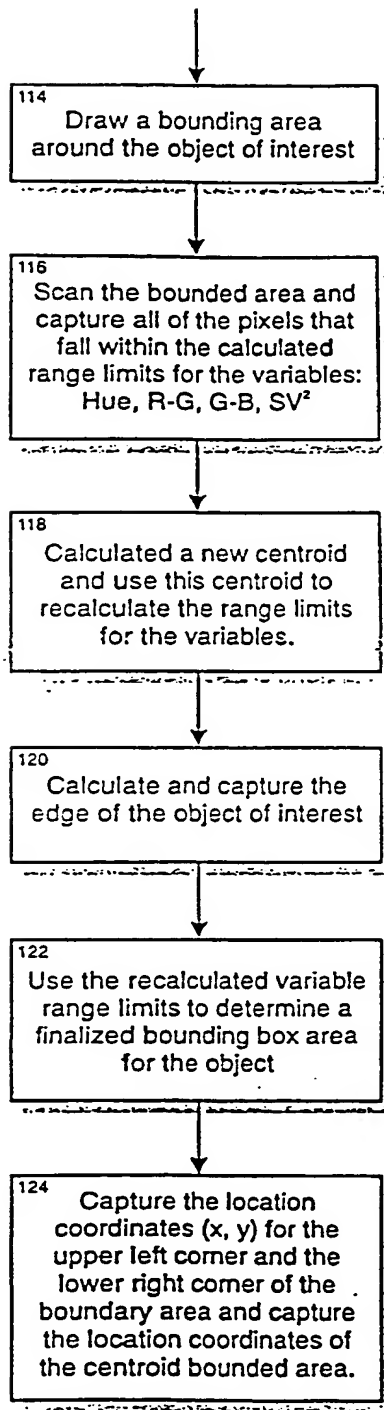 114
Draw a bounding area
around the object of interest
116
Scan the bounded area and
capture all of the pixels that
fall within the calculated
range limits for the variables:
Hue, R-G, G-B, SV²
118
Calculated a new centroid
and use this centroid to
recalculate the range limits
for the variables.
120
Calculate and capture the
edge of the object of interest
122
Use the recalculated variable
range limits to determine a
finalized bounding box area
for the object
124
Capture the location
coordinates (x, y) for the
upper left corner and the
lower right corner of the
boundary area and capture
the location coordinates of
the centroid bounded area.